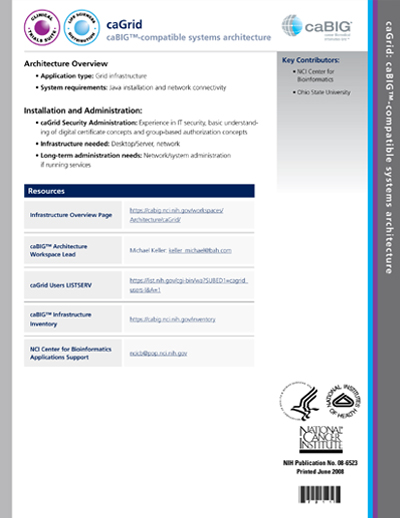 CLINICAL
TRIALS SUITE
LIFE SCIENCES
DISTRIBUTION
caGrid
caBIG™-compatible systems architecture
caBIG™
Architecture Overview
• Application type: Grid infrastructure
• System requirements: Java installation and network connectivity
Installation and Administration:
• caGrid Security Administration: Experience in IT security, basic understand-
ing of digital certificate concepts and group-based authorization concepts
• Infrastructure needed: Desktop/Server, network
• Long-term administration needs: Network/system administration
if running services
Key Contributors:
• NCI Center for
Bioinformatics
• Ohio State University
Resources
Infrastructure Overview Page
https://cabig.nci.nih.gov/workspaces/
Architecture/caGrid/
caBIG™ Architecture
Workspace Lead
Michael Keller: keller_michael@bah.com
caGrid Users LISTSERV
https://list.nih.gov/cgi-bin/wa?SUBED1=cagrid_
users-l&A=1
caBIG™ Infrastructure
Inventory
https://cabig.nci.nih.gov/inventory
NCI Center for Bioinformatics
Applications Support
ncicb@pop.nci.nih.gov
caGrid: caBIG™-compatible systems architecture
NATIONAL INSTITUTES
OF HEALTH
NATIONAL
CANCER
INSTITUTE
NIH Publication No. 08-6523
Printed June 2008